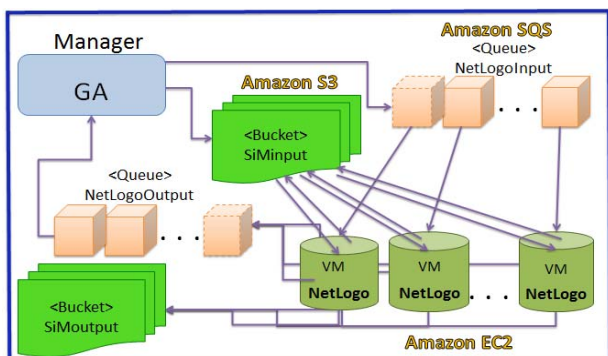 Manager
GA
Amazon SQS
<Queue>
NetLogoInput
Amazon S3
<Bucket>
SiMinput
. . .
<Queue>
NetLogoOutput
. . .
<Bucket>
SiMoutput
VM
NetLogo
VM
NetLogo
. . .
VM
NetLogo
Amazon EC2